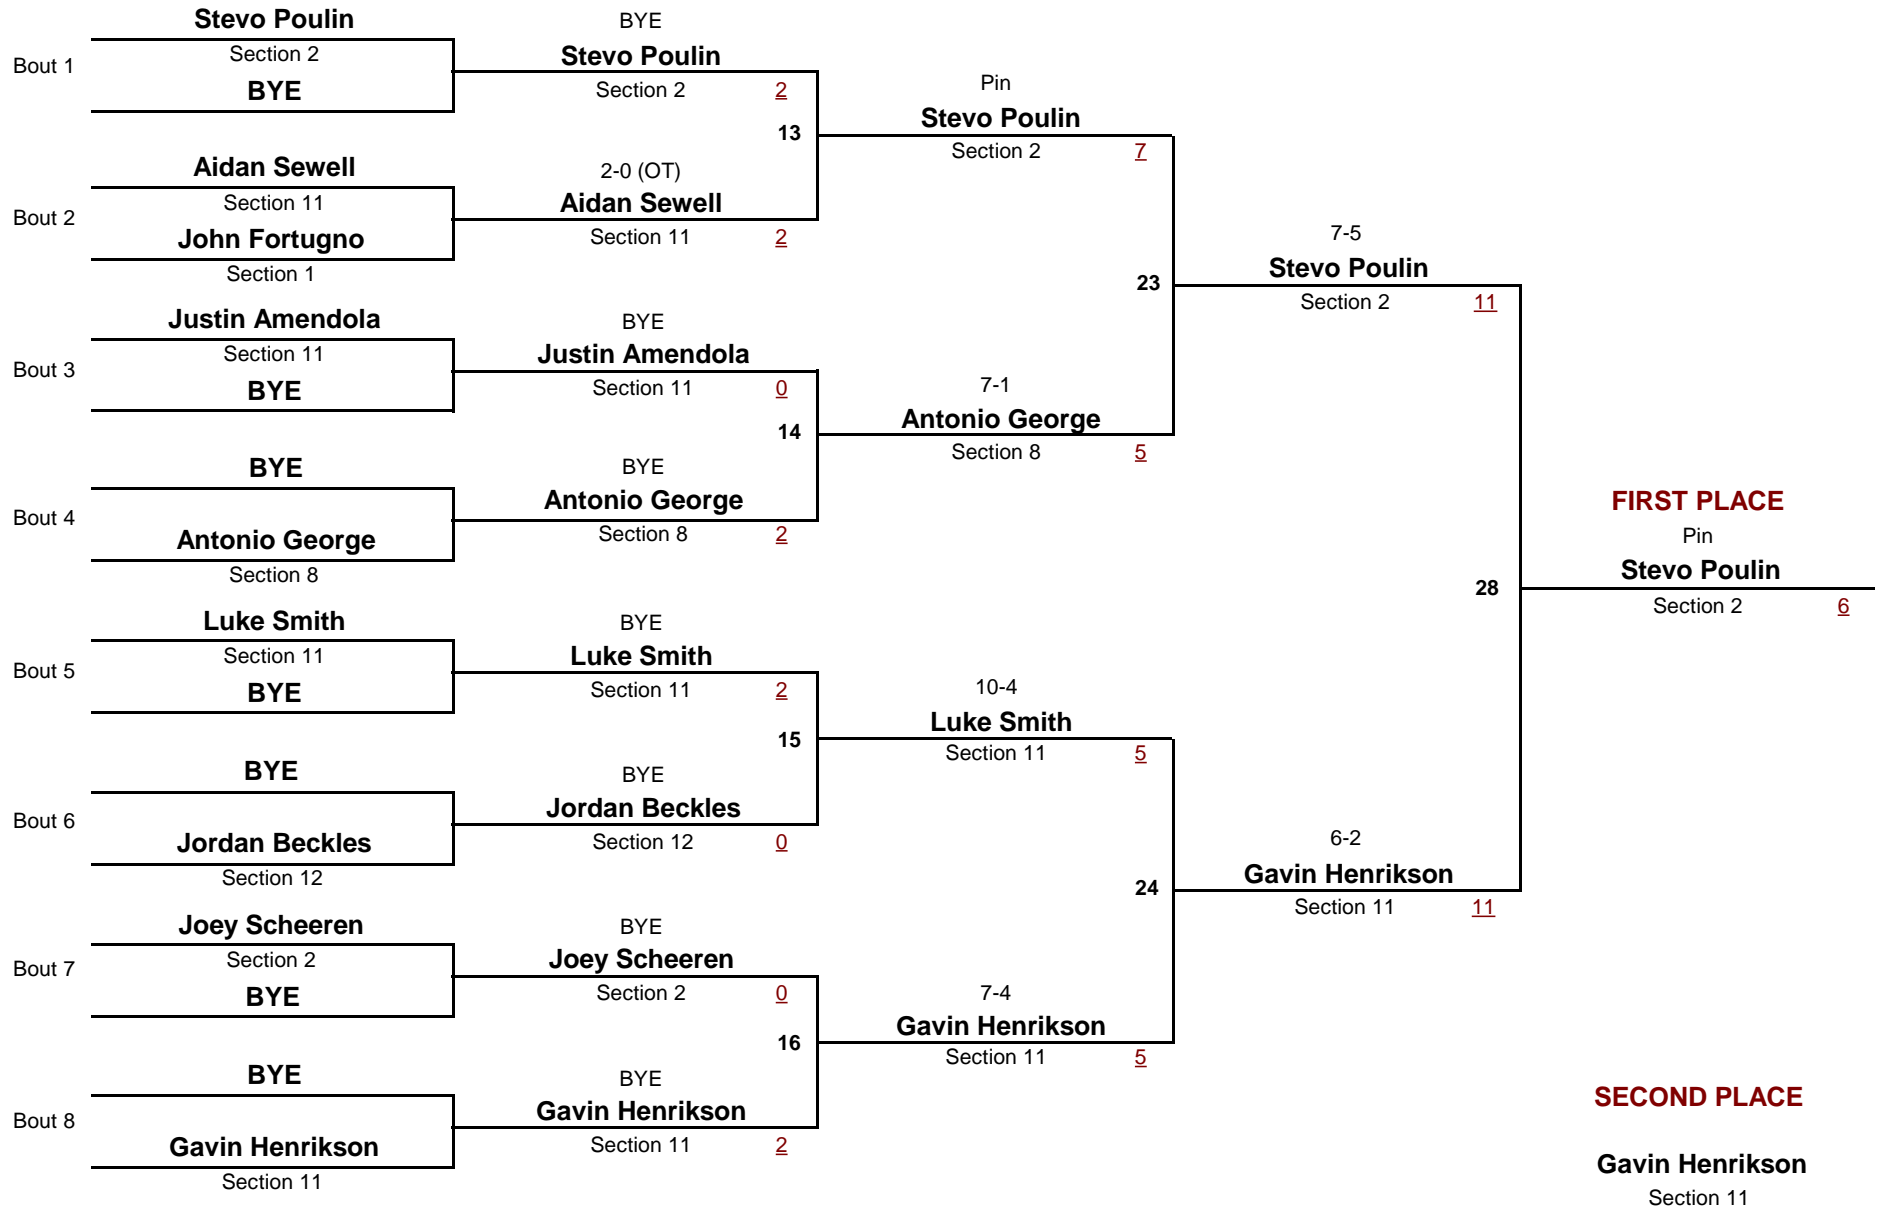 Stevo Poulin
Bout 1
Section 2
BYE
Aidan Sewell
Bout 2
Section 11
John Fortugno
Section 1
Justin Amendola
Bout 3
Section 11
BYE
BYE
Bout 4
Antonio George
Section 8
Luke Smith
Bout 5
Section 11
BYE
BYE
Bout 6
Jordan Beckles
Section 12
Joey Scheeren
Bout 7
Section 2
BYE
BYE
Bout 8
Gavin Henrikson
Section 11
BYE
Stevo Poulin
Section 2 2
13
2-0 (OT)
Aidan Sewell
Section 11 2
BYE
Justin Amendola
Section 11 0
14
BYE
Antonio George
Section 8 2
BYE
Luke Smith
Section 11 2
15
BYE
Jordan Beckles
Section 12 0
BYE
Joey Scheeren
Section 2 0
16
BYE
Gavin Henrikson
Section 11 2
Pin
Stevo Poulin
Section 2 7
23
7-1
Antonio George
Section 8 5
10-4
Luke Smith
Section 11 5
24
7-4
Gavin Henrikson
Section 11 5
7-5
Stevo Poulin
Section 2 11
28
6-2
Gavin Henrikson
Section 11 11
FIRST PLACE
Pin
Stevo Poulin
Section 2 6
SECOND PLACE
Gavin Henrikson
Section 11